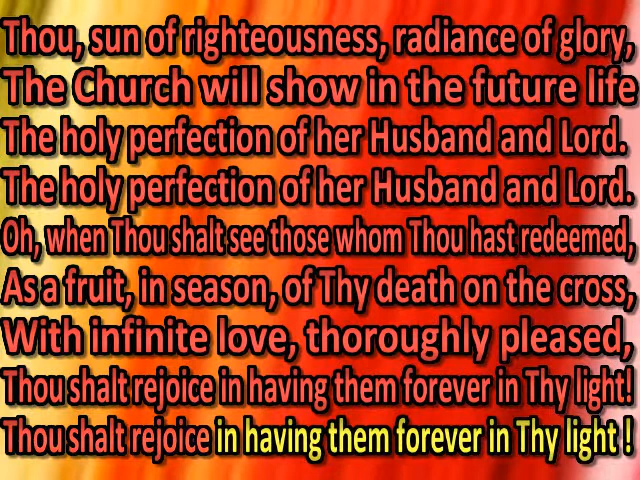 Thou, sun of righteousness, radiance of glory,
The Church will show in the future life
The holy perfection of her Husband and Lord.
The holy perfection of her Husband and Lord.
Oh, when Thou shalt see those whom Thou hast redeemed,
As a fruit, in season, of Thy death on the cross,
With infinite love, thoroughly pleased,
Thou shalt rejoice in having them forever in Thy light!
Thou shalt rejoice in having them forever in Thy light !